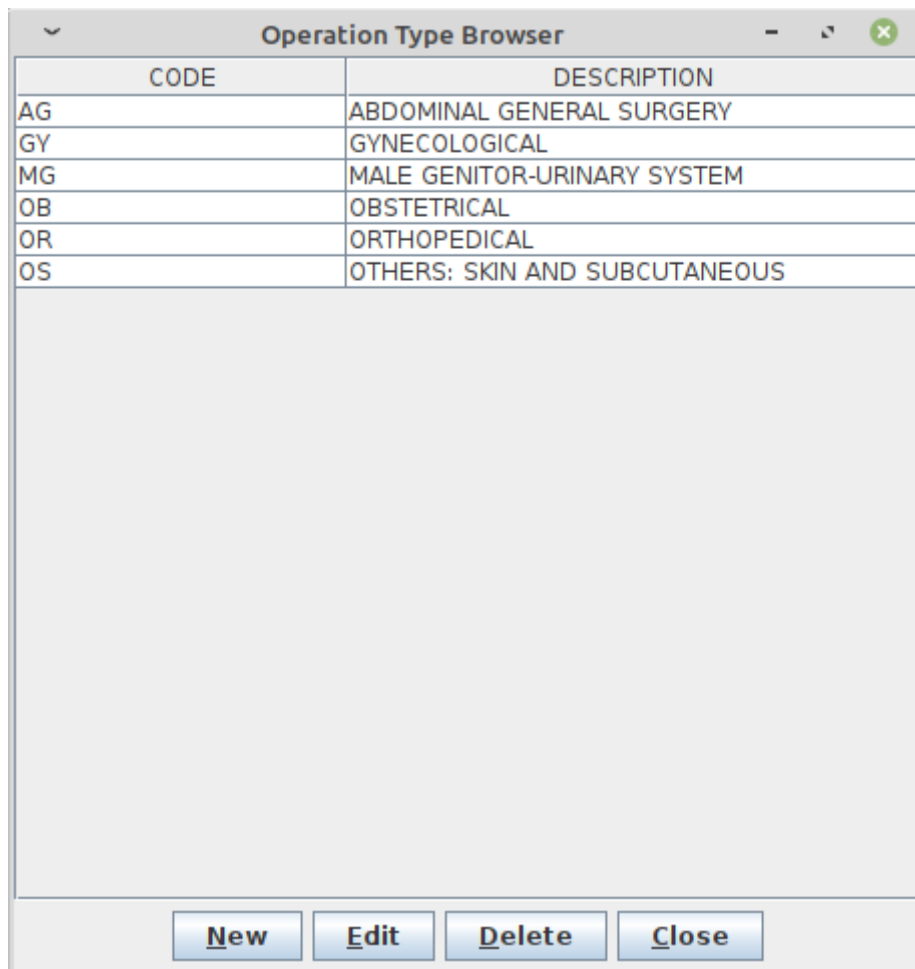 Operation Type Browser
CODE DESCRIPTION
AG ABDOMINAL GENERAL SURGERY
GY GYNECOLOGICAL
MG MALE GENITOR-URINARY SYSTEM
OB OBSTETRICAL
OR ORTHOPEDICAL
OS OTHERS: SKIN AND SUBCUTANEOUS
New Edit Delete Close